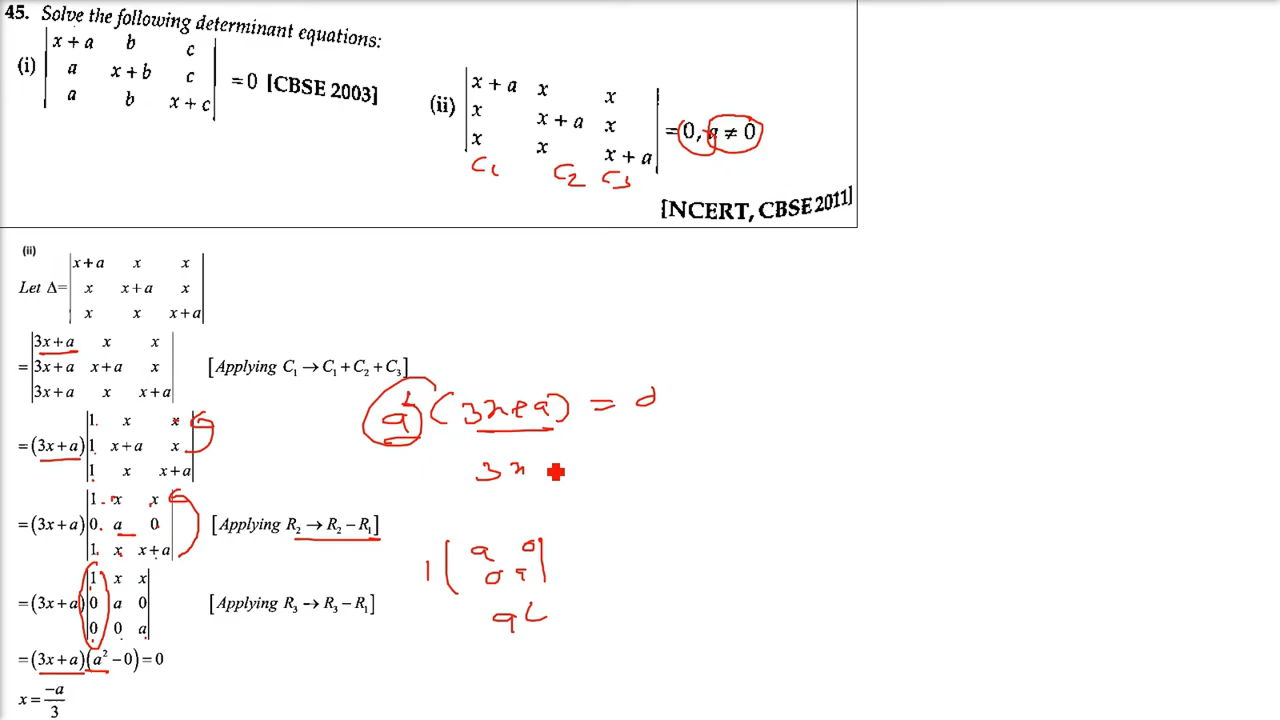 45. Solve the following determinant equations:
(i) | x + a b c |
| a x + b c | = 0 [CBSE 2003]
| a b x + c |
(ii) | x + a x x |
| x x + a x | = 0, a ≠ 0
| x x x + a |
C₁ C₂ C₃
[NCERT, CBSE 2011]
(ii)
| x+a x x |
Let Δ= | x x+a x |
| x x x+a |
| 3x+a x x |
= | 3x+a x+a x | [Applying C₁ → C₁ + C₂ + C₃]
| 3x+a x x+a |
| 1 x x |
= (3x+a) | 1 x+a x |
| 1 x x+a |
| 1 x x |
= (3x+a) | 0 a 0 | [Applying R₂ → R₂ − R₁]
| 1 x x+a |
| 1 x x |
= (3x+a) | 0 a 0 | [Applying R₃ → R₃ − R₁]
| 0 0 a |
= (3x+a)(a² −0) = 0
x = −a/3
a² (3x+a) = 0
3x
1 | a 0 |
| 0 a |
a²